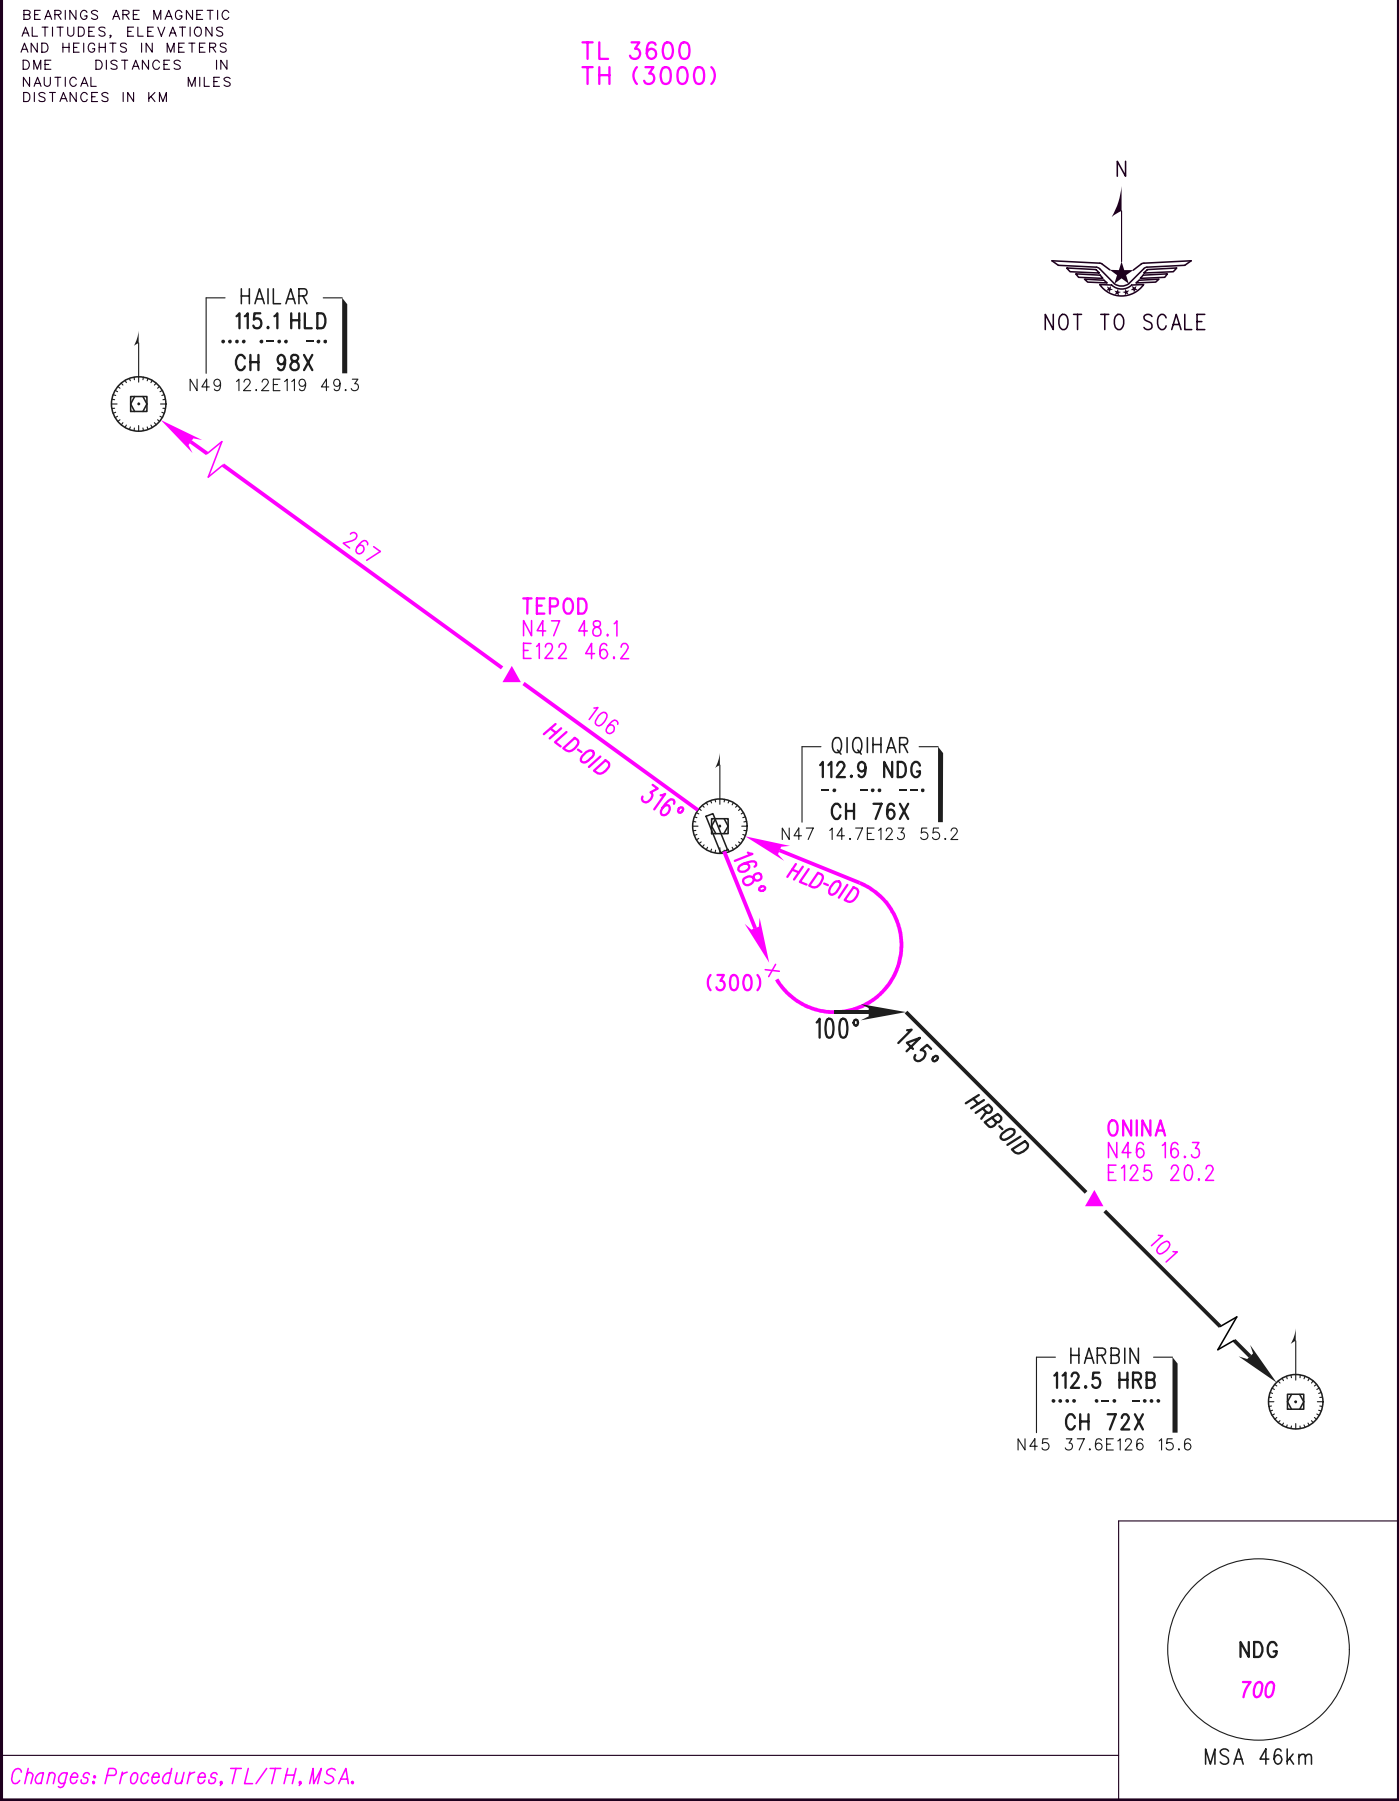 BEARINGS ARE MAGNETIC
ALTITUDES, ELEVATIONS
AND HEIGHTS IN METERS
DME DISTANCES IN
NAUTICAL MILES
DISTANCES IN KM
TL 3600
TH (3000)
N
NOT TO SCALE
HAILAR
115.1 HLD
CH 98X
N49 12.2E119 49.3
267
TEPOD
N47 48.1
E122 46.2
106
HLD-01D
316°
QIQIHAR
112.9 NDG
CH 76X
N47 14.7E123 55.2
168°
HLD-01D
(300)
100°
145°
HRB-01D
ONINA
N46 16.3
E125 20.2
101
HARBIN
112.5 HRB
CH 72X
N45 37.6E126 15.6
NDG
700
MSA 46km
Changes: Procedures, TL/TH, MSA.